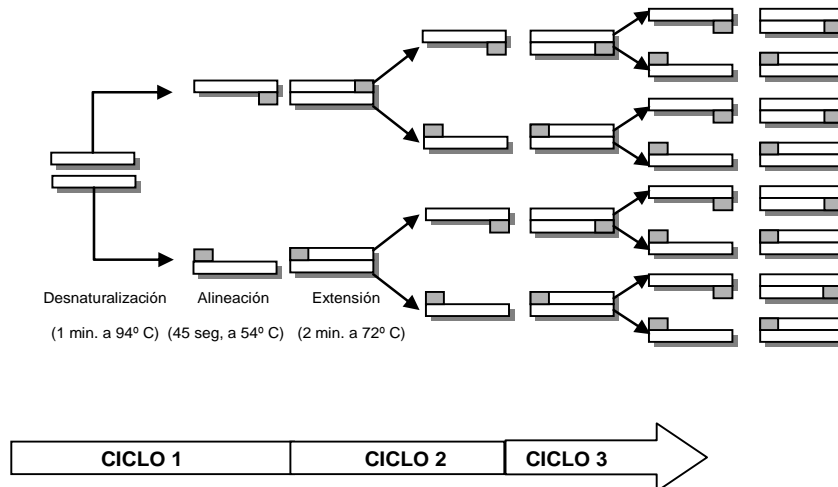 Desnaturalización Alineación Extensión
(1 min. a 94º C) (45 seg, a 54º C) (2 min. a 72º C)
CICLO 1 CICLO 2 CICLO 3